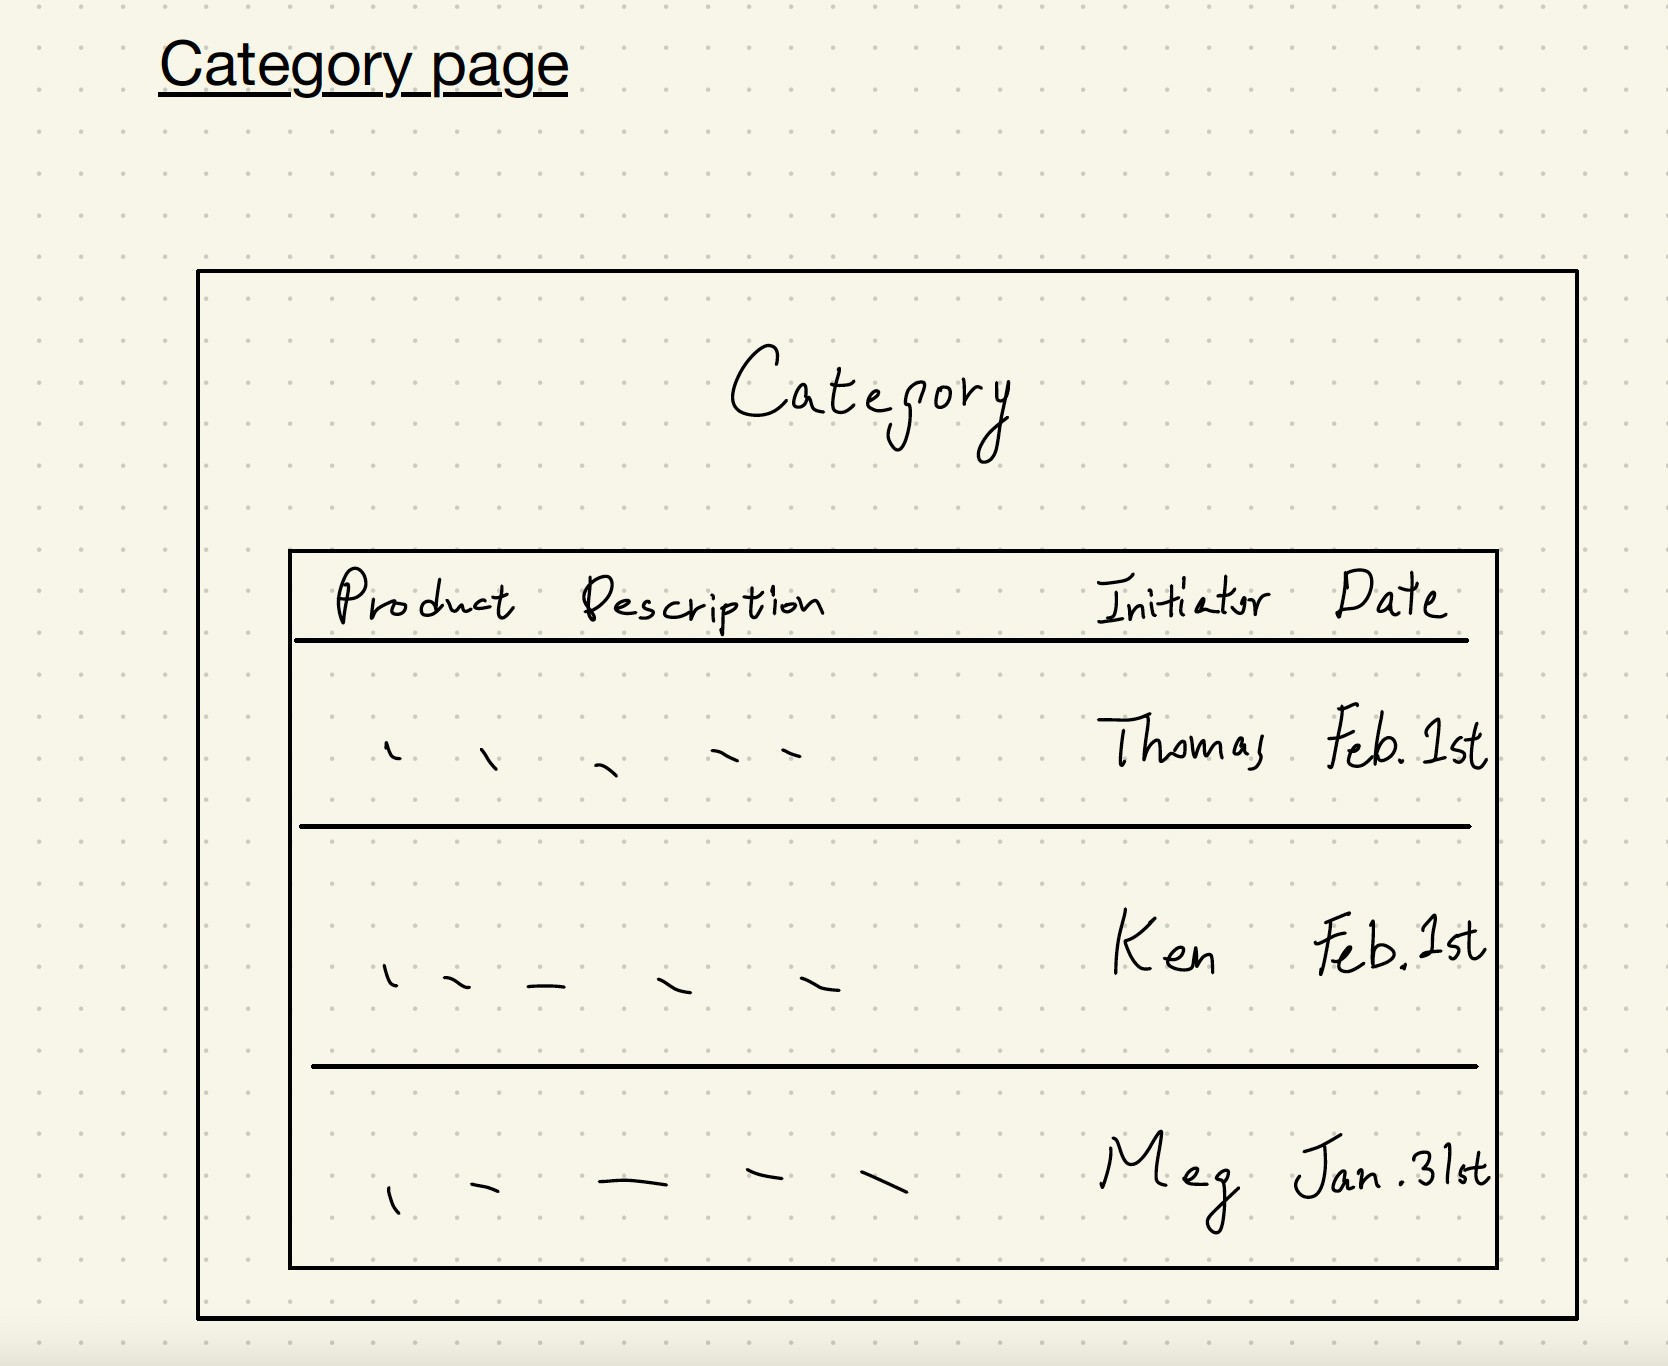 Category page
Category
Product Description Initiator Date
Thomas Feb. 1st
Ken Feb. 1st
Meg Jan. 31st